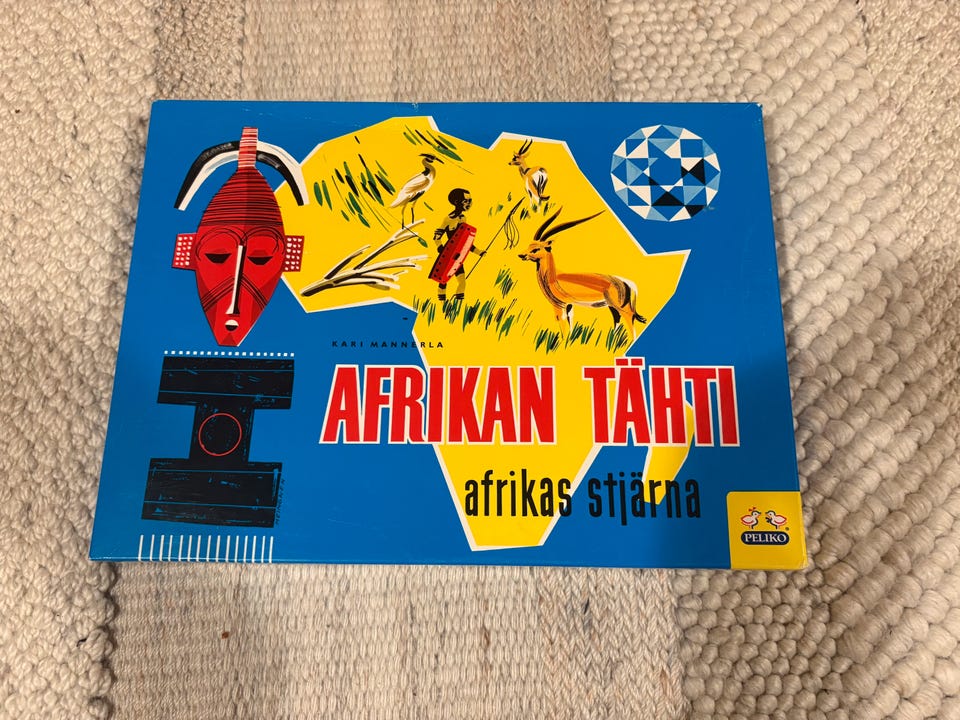 KARI MANNERLA
AFRIKAN TÄHTI
afrikas stjärna
PELIKO